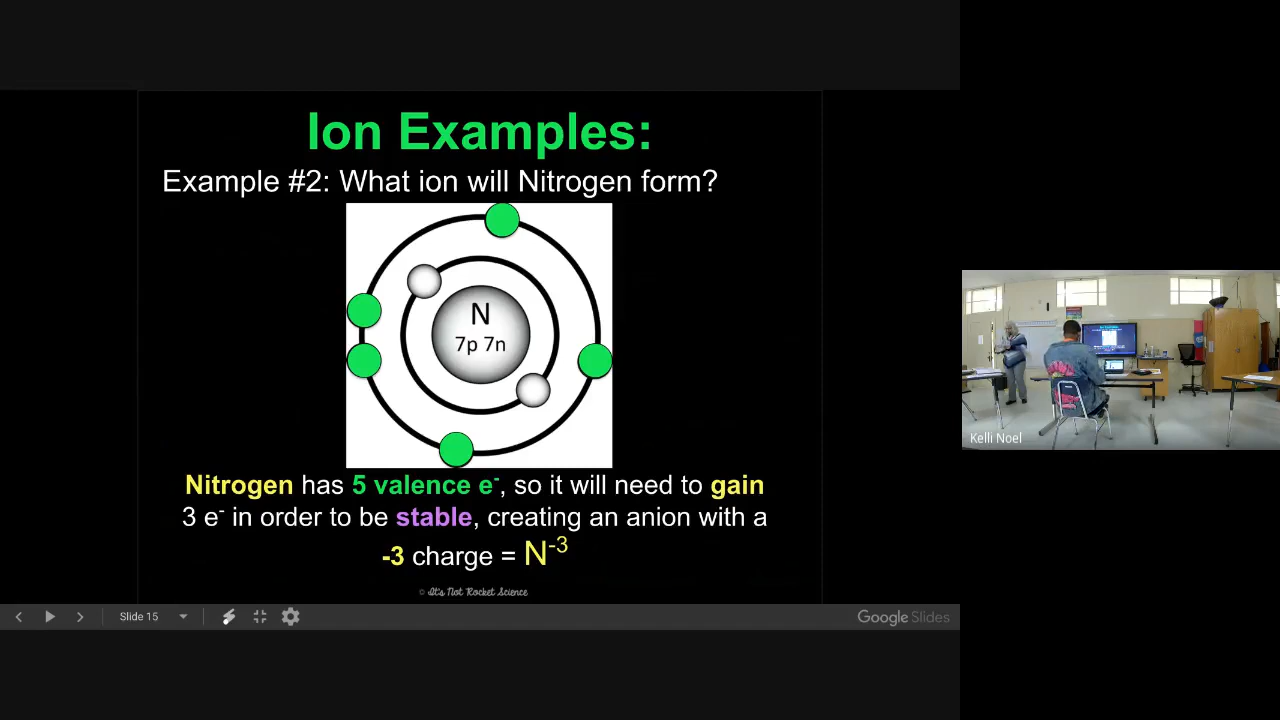 Ion Examples:
Example #2: What ion will Nitrogen form?
N
7p 7n
Nitrogen has 5 valence e-, so it will need to gain
3 e- in order to be stable, creating an anion with a
-3 charge = N-3
© It's Not Rocket Science
Slide 15
Google Slides
Kelli Noel